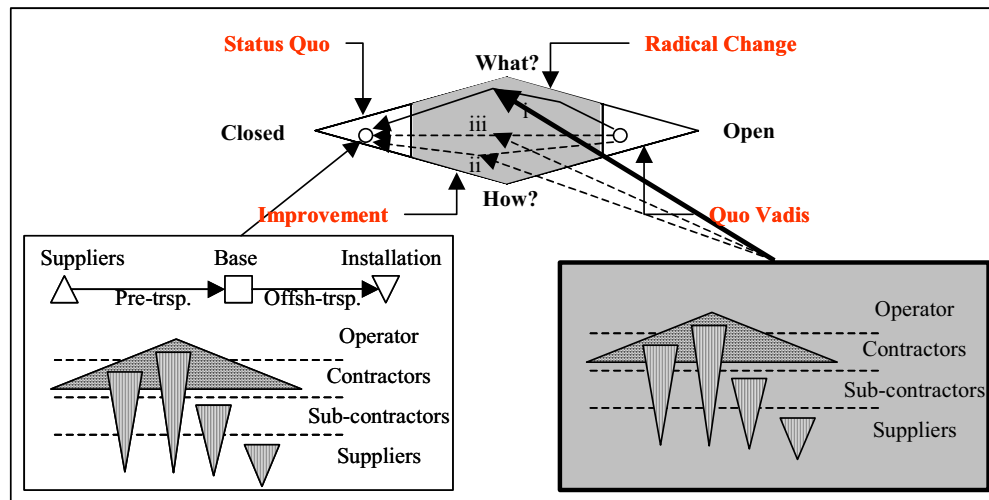 Status Quo
Radical Change
What?
i
Closed
iii
Open
ii
How?
Improvement
Quo Vadis
Suppliers
Base
Installation
Pre-trsp.
Offsh-trsp.
Operator
Contractors
Sub-contractors
Suppliers
Operator
Contractors
Sub-contractors
Suppliers